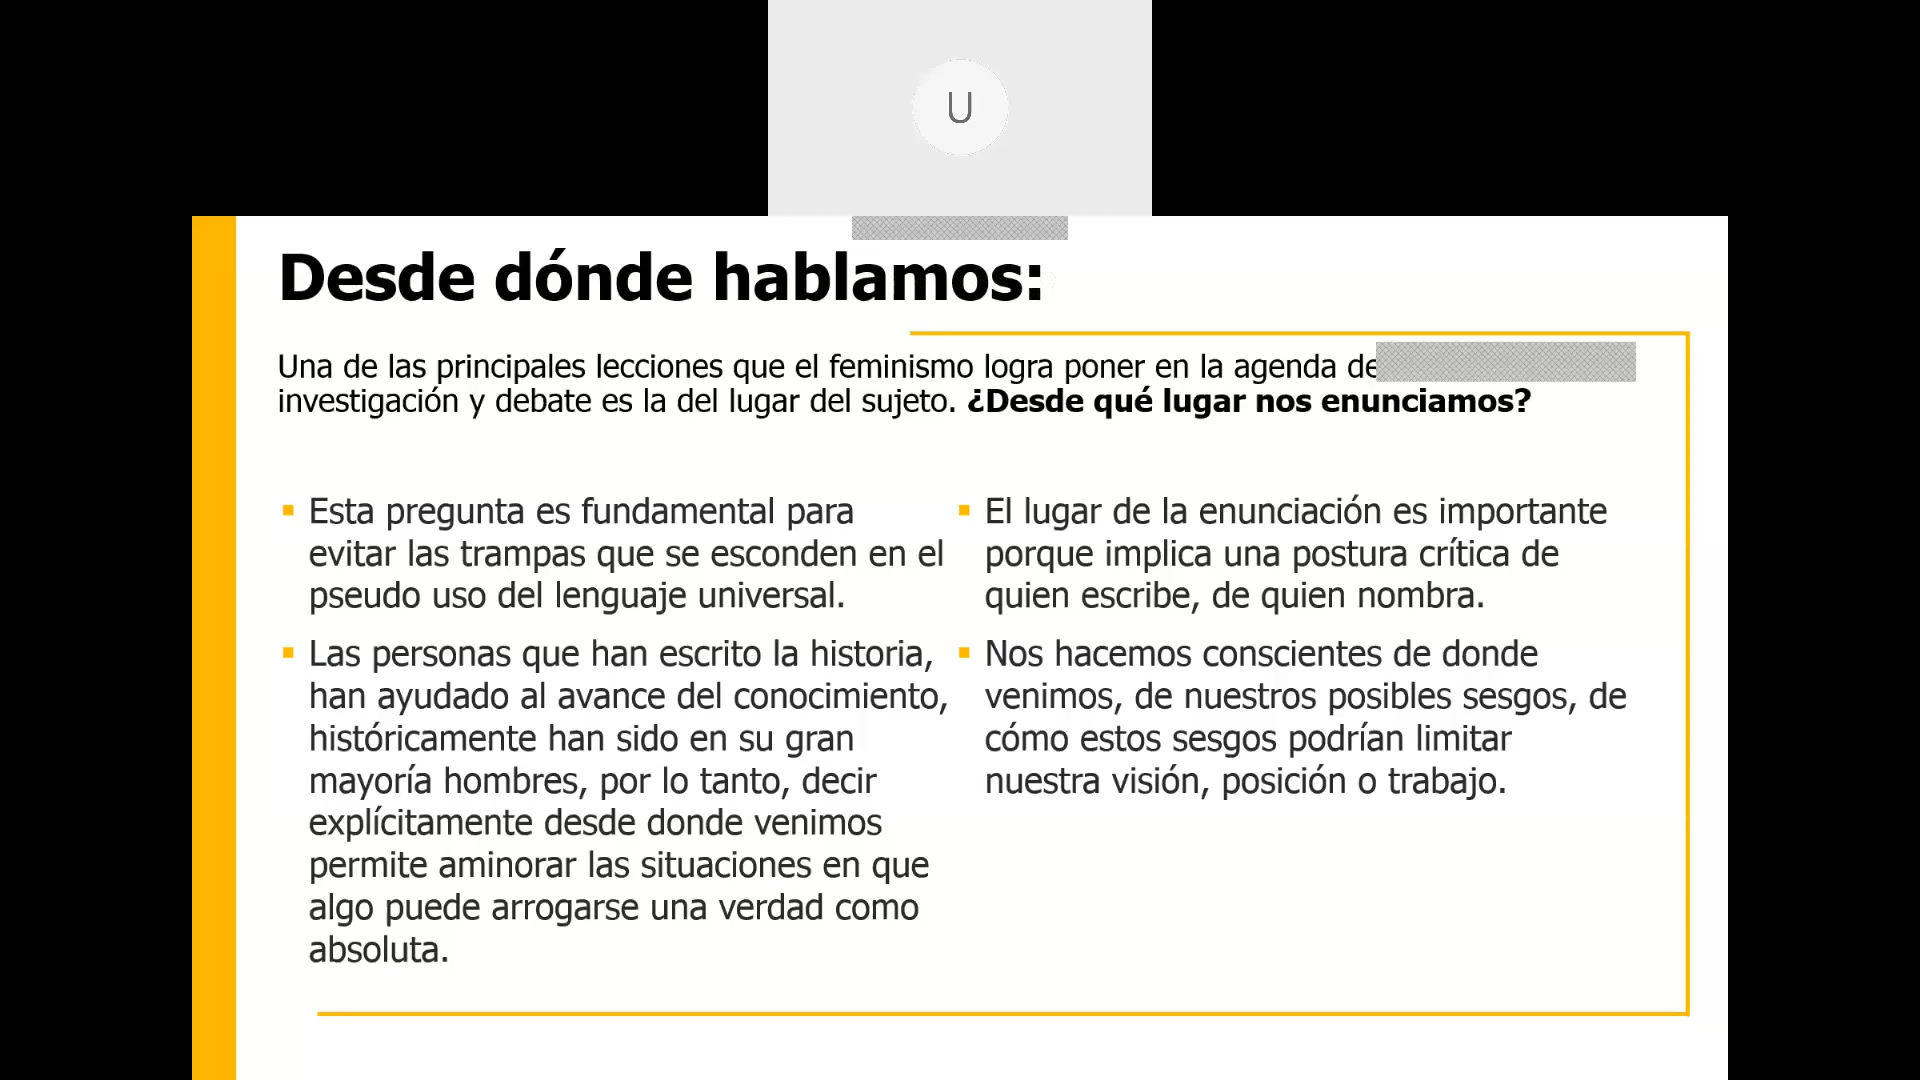 U
Desde dónde hablamos:
Una de las principales lecciones que el feminismo logra poner en la agenda de
investigación y debate es la del lugar del sujeto. ¿Desde qué lugar nos enunciamos?
▪ Esta pregunta es fundamental para
evitar las trampas que se esconden en el
pseudo uso del lenguaje universal.
▪ Las personas que han escrito la historia,
han ayudado al avance del conocimiento,
históricamente han sido en su gran
mayoría hombres, por lo tanto, decir
explícitamente desde donde venimos
permite aminorar las situaciones en que
algo puede arrogarse una verdad como
absoluta.
▪ El lugar de la enunciación es importante
porque implica una postura crítica de
quien escribe, de quien nombra.
▪ Nos hacemos conscientes de donde
venimos, de nuestros posibles sesgos, de
cómo estos sesgos podrían limitar
nuestra visión, posición o trabajo.